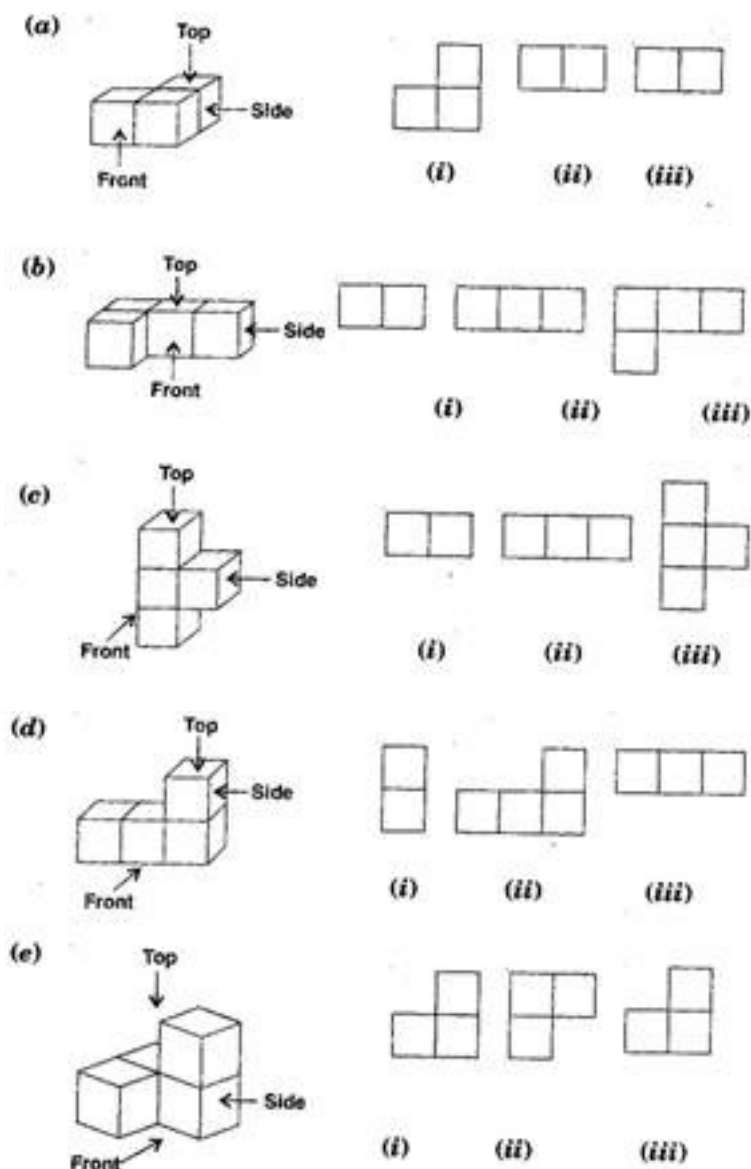 (a)
Top
Side
Front
(i) (ii) (iii)
(b)
Top
Side
Front
(i) (ii) (iii)
(c)
Top
Side
Front
(i) (ii) (iii)
(d)
Top
Side
Front
(i) (ii) (iii)
(e)
Top
Side
Front
(i) (ii) (iii)